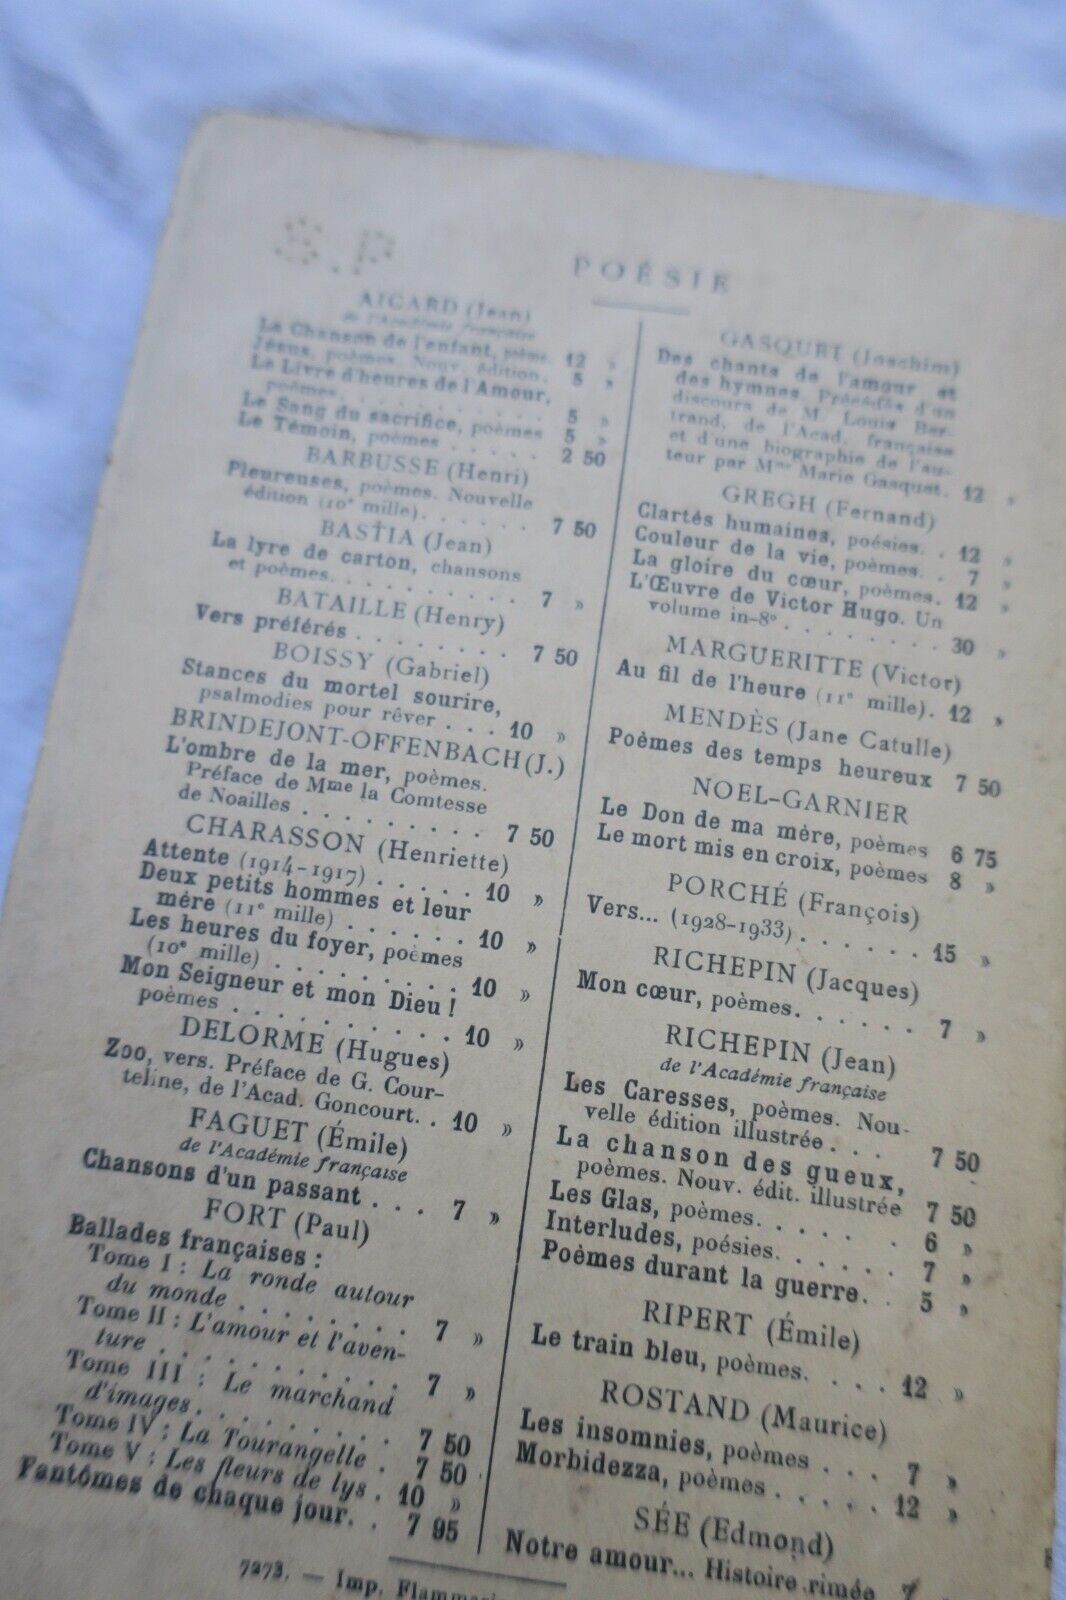 S.P
POÉSIE
AICARD (Jean)
de l'Académie française
La Chanson de l'enfant, poème. 12 »
Jésus, poèmes. Nouv. édition. 5 »
Le Livre d'heures de l'Amour,
poèmes. . . . . . . . . . . 5 »
Le Sang du sacrifice, poèmes 5 »
Le Témoin, poèmes . . . . . 2 50
BARBUSSE (Henri)
Pleureuses, poèmes. Nouvelle
édition (10e mille). . . . . . . 7 50
BASTIA (Jean)
La lyre de carton, chansons
et poèmes. . . . . . . . . . 7 »
BATAILLE (Henry)
Vers préférés . . . . . . . 7 50
BOISSY (Gabriel)
Stances du mortel sourire,
psalmodies pour rêver . . . 10 »
BRINDEJONT-OFFENBACH (J.)
L'ombre de la mer, poèmes.
Préface de Mme la Comtesse
de Noailles . . . . . . . . . 7 50
CHARASSON (Henriette)
Attente (1914-1917) . . . . . 10 »
Deux petits hommes et leur
mère (11e mille) . . . . . . 10 »
Les heures du foyer, poèmes
(10e mille) . . . . . . . . . 10 »
Mon Seigneur et mon Dieu !
poèmes . . . . . . . . . . 10 »
DELORME (Hugues)
Zoo, vers. Préface de G. Cour-
teline, de l'Acad. Goncourt. . 10 »
FAGUET (Émile)
de l'Académie française
Chansons d'un passant . . . 7 »
FORT (Paul)
Ballades françaises :
Tome I : La ronde autour
du monde . . . . . . . . 7 »
Tome II : L'amour et l'aven-
ture . . . . . . . . . . . 7 »
Tome III : Le marchand
d'images. . . . . . . . . 7 50
Tome IV : La Tourangelle . 7 50
Tome V : Les fleurs de lys . 10 »
Fantômes de chaque jour. . 7 95
GASQUET (Joachim)
Des chants de l'amour et
des hymnes. Précédés d'un
discours de M. Louis Ber-
trand, de l'Acad. française
et d'une biographie de l'au-
teur par Mme Marie Gasquet. 12 »
GREGH (Fernand)
Clartés humaines, poésies. . 12 »
Couleur de la vie, poèmes. . 7 »
La gloire du cœur, poèmes. 12 »
L'Œuvre de Victor Hugo. Un
volume in-8o . . . . . . . . 30 »
MARGUERITTE (Victor)
Au fil de l'heure (11e mille). 12 »
MENDÈS (Jane Catulle)
Poèmes des temps heureux 7 50
NOEL-GARNIER
Le Don de ma mère, poèmes 6 75
Le mort mis en croix, poèmes 8 »
PORCHÉ (François)
Vers... (1928-1933). . . . . . 15 »
RICHEPIN (Jacques)
Mon cœur, poèmes. . . . . . 7 »
RICHEPIN (Jean)
de l'Académie française
Les Caresses, poèmes. Nou-
velle édition illustrée . . . 7 50
La chanson des gueux,
poèmes. Nouv. édit. illustrée 7 50
Les Glas, poèmes. . . . . . 6 »
Interludes, poésies. . . . . . 7 »
Poèmes durant la guerre. . 5 »
RIPERT (Émile)
Le train bleu, poèmes. . . . 12 »
ROSTAND (Maurice)
Les insomnies, poèmes . . . 7 »
Morbidezza, poèmes . . . . . 12 »
SÉE (Edmond)
Notre amour... Histoire rimée 7
7273. — Imp. Flammari